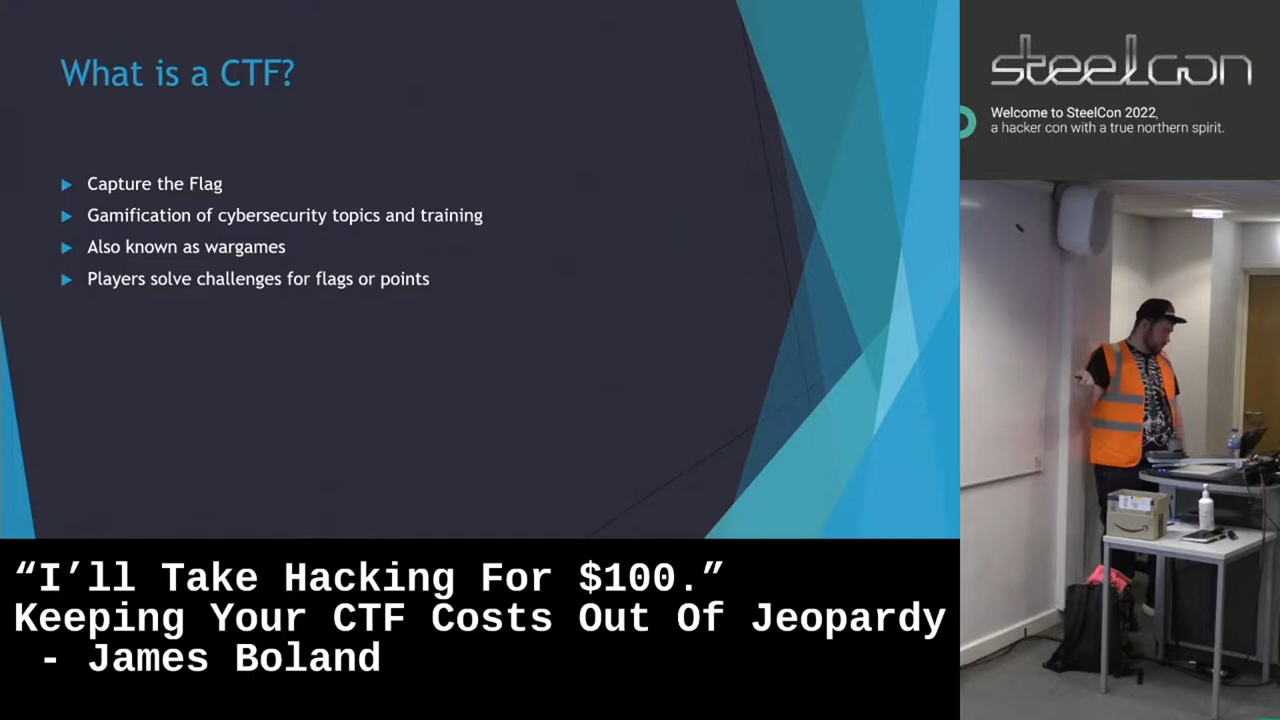 What is a CTF?
Capture the Flag
Gamification of cybersecurity topics and training
Also known as wargames
Players solve challenges for flags or points
steelcon
Welcome to SteelCon 2022,
a hacker con with a true northern spirit.
“I’ll Take Hacking For $100.”
Keeping Your CTF Costs Out Of Jeopardy
- James Boland